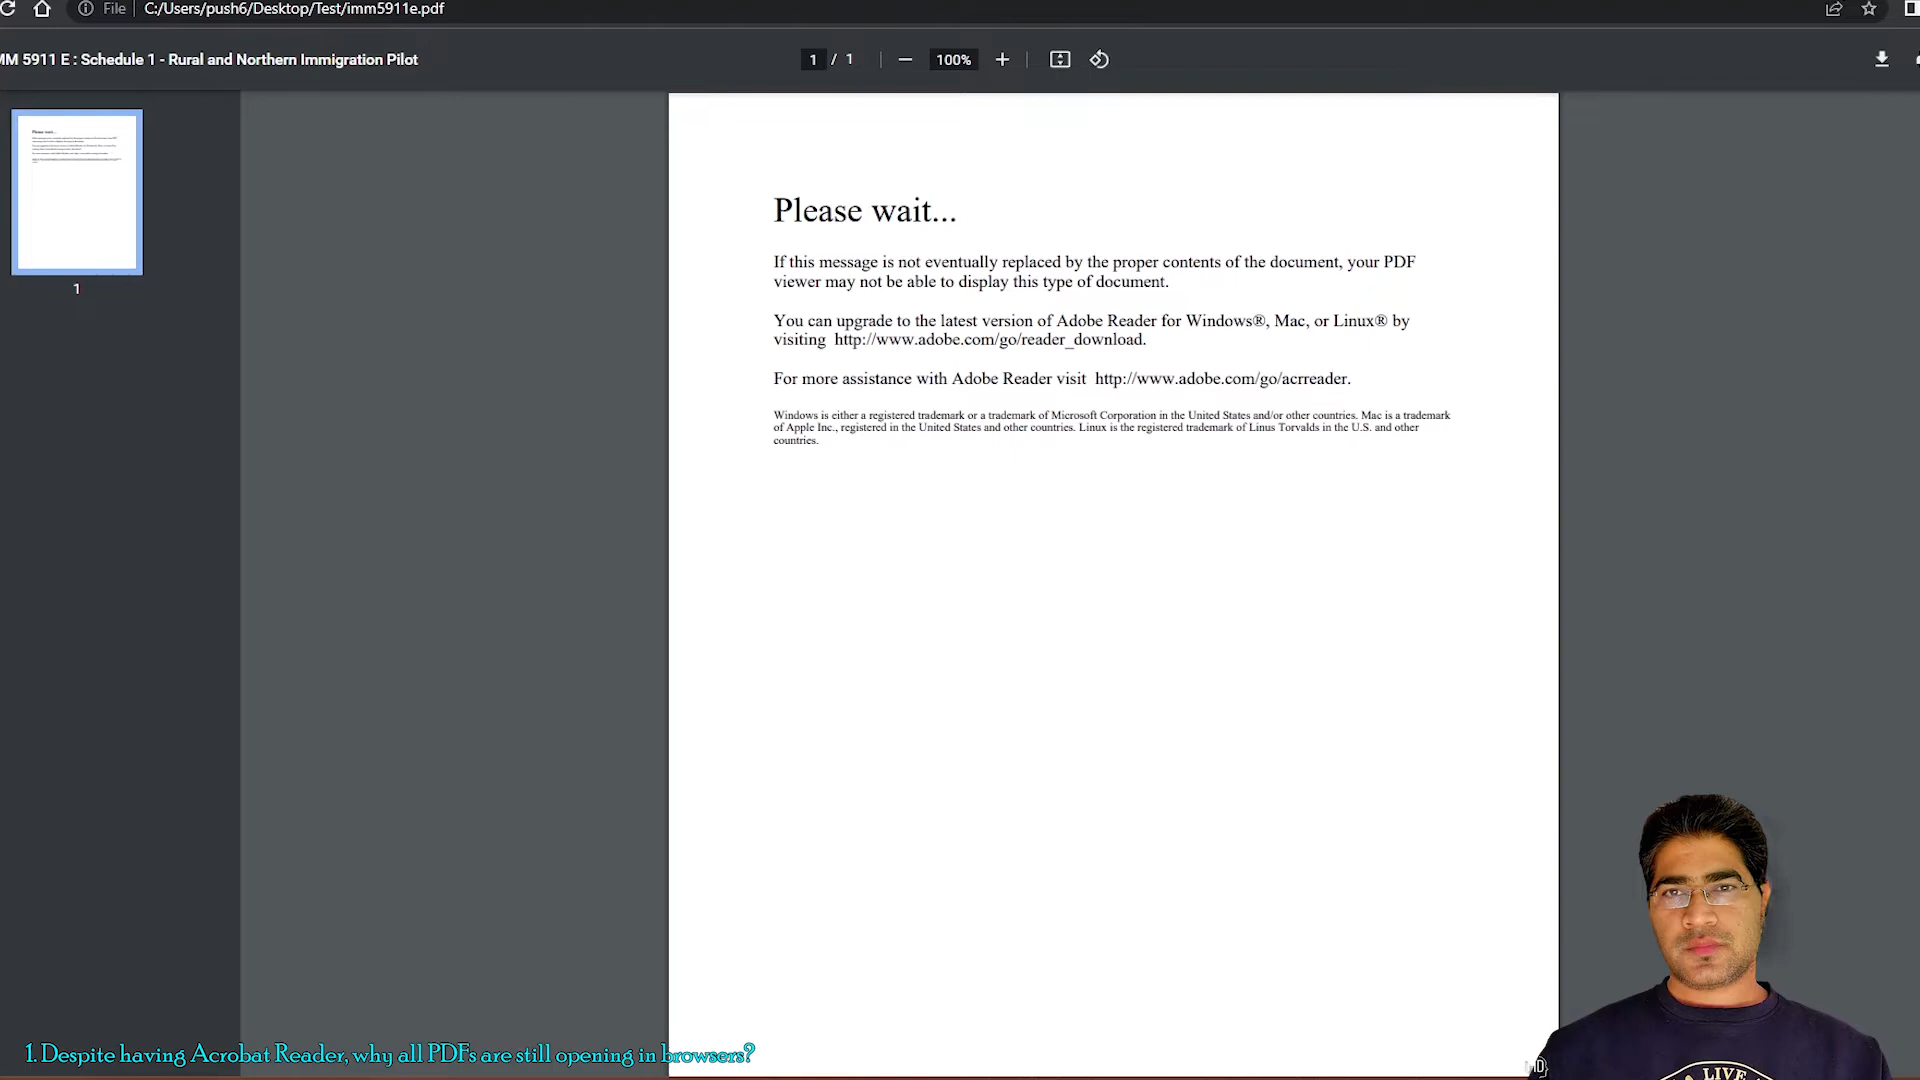 File
C:/Users/push6/Desktop/Test/imm5911e.pdf
MM 5911 E : Schedule 1 - Rural and Northern Immigration Pilot
1 / 1
100%
1
Please wait...
If this message is not eventually replaced by the proper contents of the document, your PDF
viewer may not be able to display this type of document.
You can upgrade to the latest version of Adobe Reader for Windows®, Mac, or Linux® by
visiting http://www.adobe.com/go/reader_download.
For more assistance with Adobe Reader visit http://www.adobe.com/go/acrreader.
Windows is either a registered trademark or a trademark of Microsoft Corporation in the United States and/or other countries. Mac is a trademark
of Apple Inc., registered in the United States and other countries. Linux is the registered trademark of Linus Torvalds in the U.S. and other
countries.
1. Despite having Acrobat Reader, why all PDFs are still opening in browsers?
LIVE